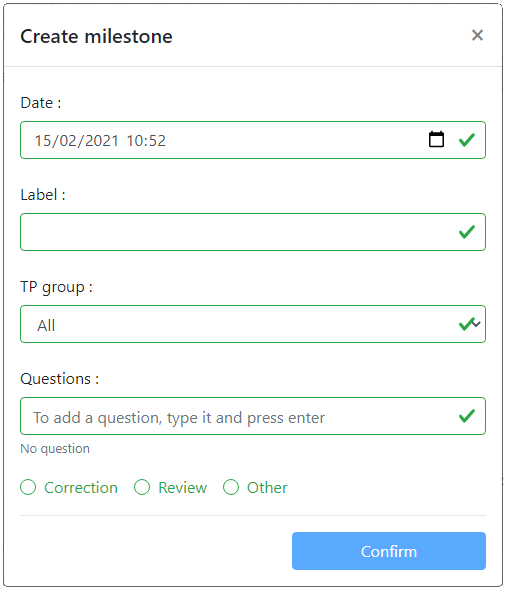 Create milestone ×
Date :
15/02/2021 10:52
Label :
TP group :
All
Questions :
To add a question, type it and press enter
No question
Correction Review Other
Confirm